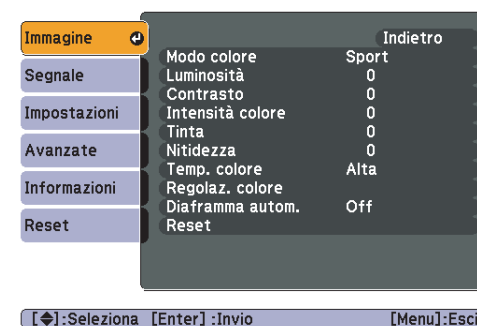 Immagine
Segnale
Impostazioni
Avanzate
Informazioni
Reset
Indietro
Modo colore Sport
Luminosità 0
Contrasto 0
Intensità colore 0
Tinta 0
Nitidezza 0
Temp. colore Alta
Regolaz. colore
Diaframma autom. Off
Reset
[◆]:Seleziona [Enter] :Invio [Menu]:Esci